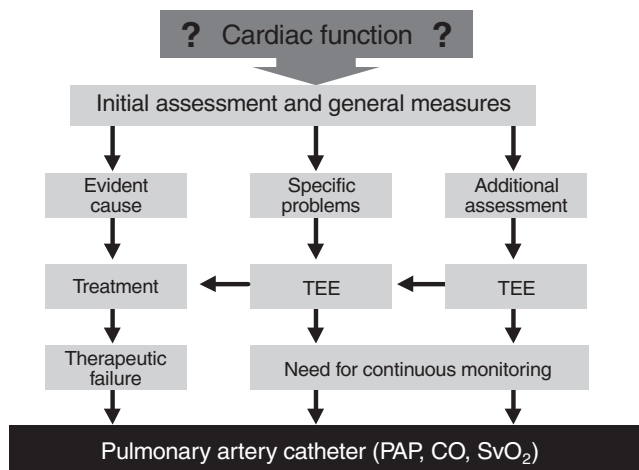 ? Cardiac function ?
Initial assessment and general measures
Evident
cause
Specific
problems
Additional
assessment
Treatment
TEE
TEE
Therapeutic
failure
Need for continuous monitoring
Pulmonary artery catheter (PAP, CO, SvO₂)